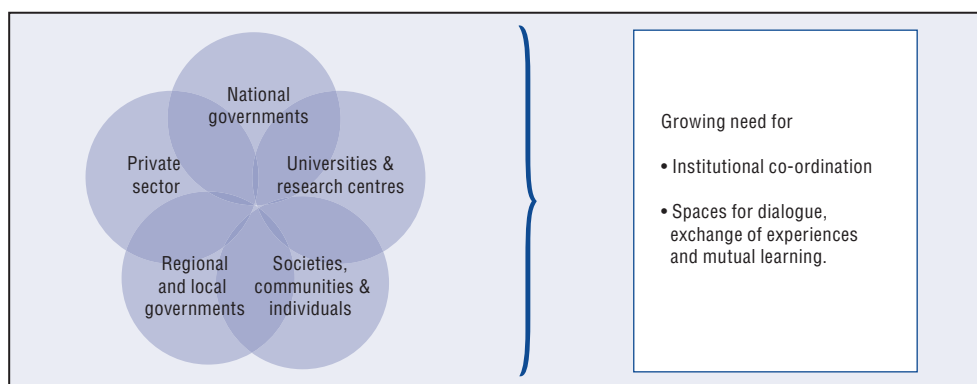 National
governments
Private
sector
Universities &
research centres
Regional
and local
governments
Societies,
communities &
individuals
Growing need for
• Institutional co-ordination
• Spaces for dialogue,
exchange of experiences
and mutual learning.